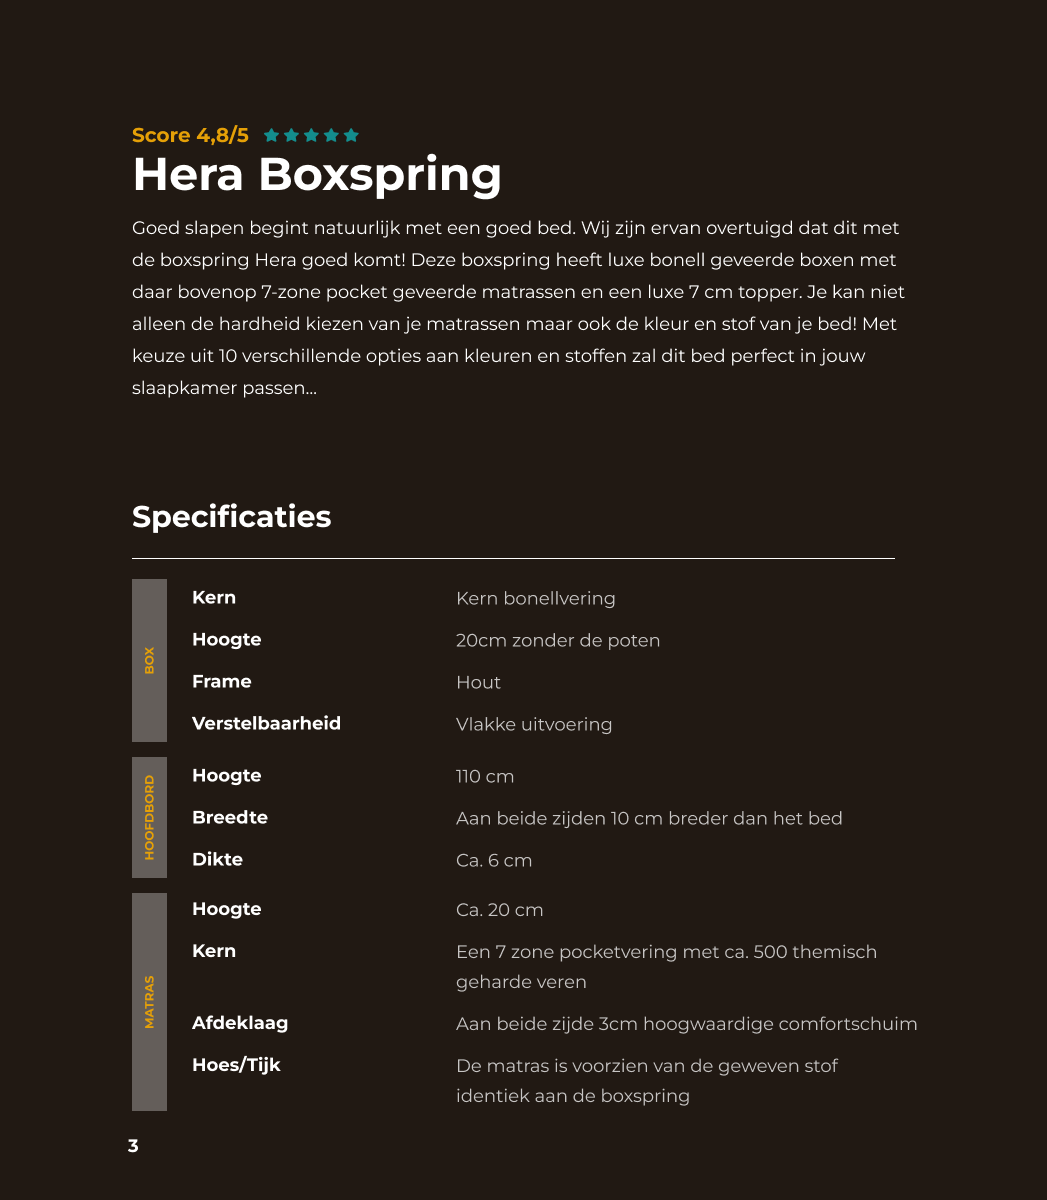 Score 4,8/5
Hera Boxspring
Goed slapen begint natuurlijk met een goed bed. Wij zijn ervan overtuigd dat dit met
de boxspring Hera goed komt! Deze boxspring heeft luxe bonell geveerde boxen met
daar bovenop 7-zone pocket geveerde matrassen en een luxe 7 cm topper. Je kan niet
alleen de hardheid kiezen van je matrassen maar ook de kleur en stof van je bed! Met
keuze uit 10 verschillende opties aan kleuren en stoffen zal dit bed perfect in jouw
slaapkamer passen...
Specificaties
BOX
Kern Kern bonellvering
Hoogte 20cm zonder de poten
Frame Hout
Verstelbaarheid Vlakke uitvoering
HOOFDBORD
Hoogte 110 cm
Breedte Aan beide zijden 10 cm breder dan het bed
Dikte Ca. 6 cm
MATRAS
Hoogte Ca. 20 cm
Kern Een 7 zone pocketvering met ca. 500 themisch
geharde veren
Afdeklaag Aan beide zijde 3cm hoogwaardige comfortschuim
Hoes/Tijk De matras is voorzien van de geweven stof
identiek aan de boxspring
3